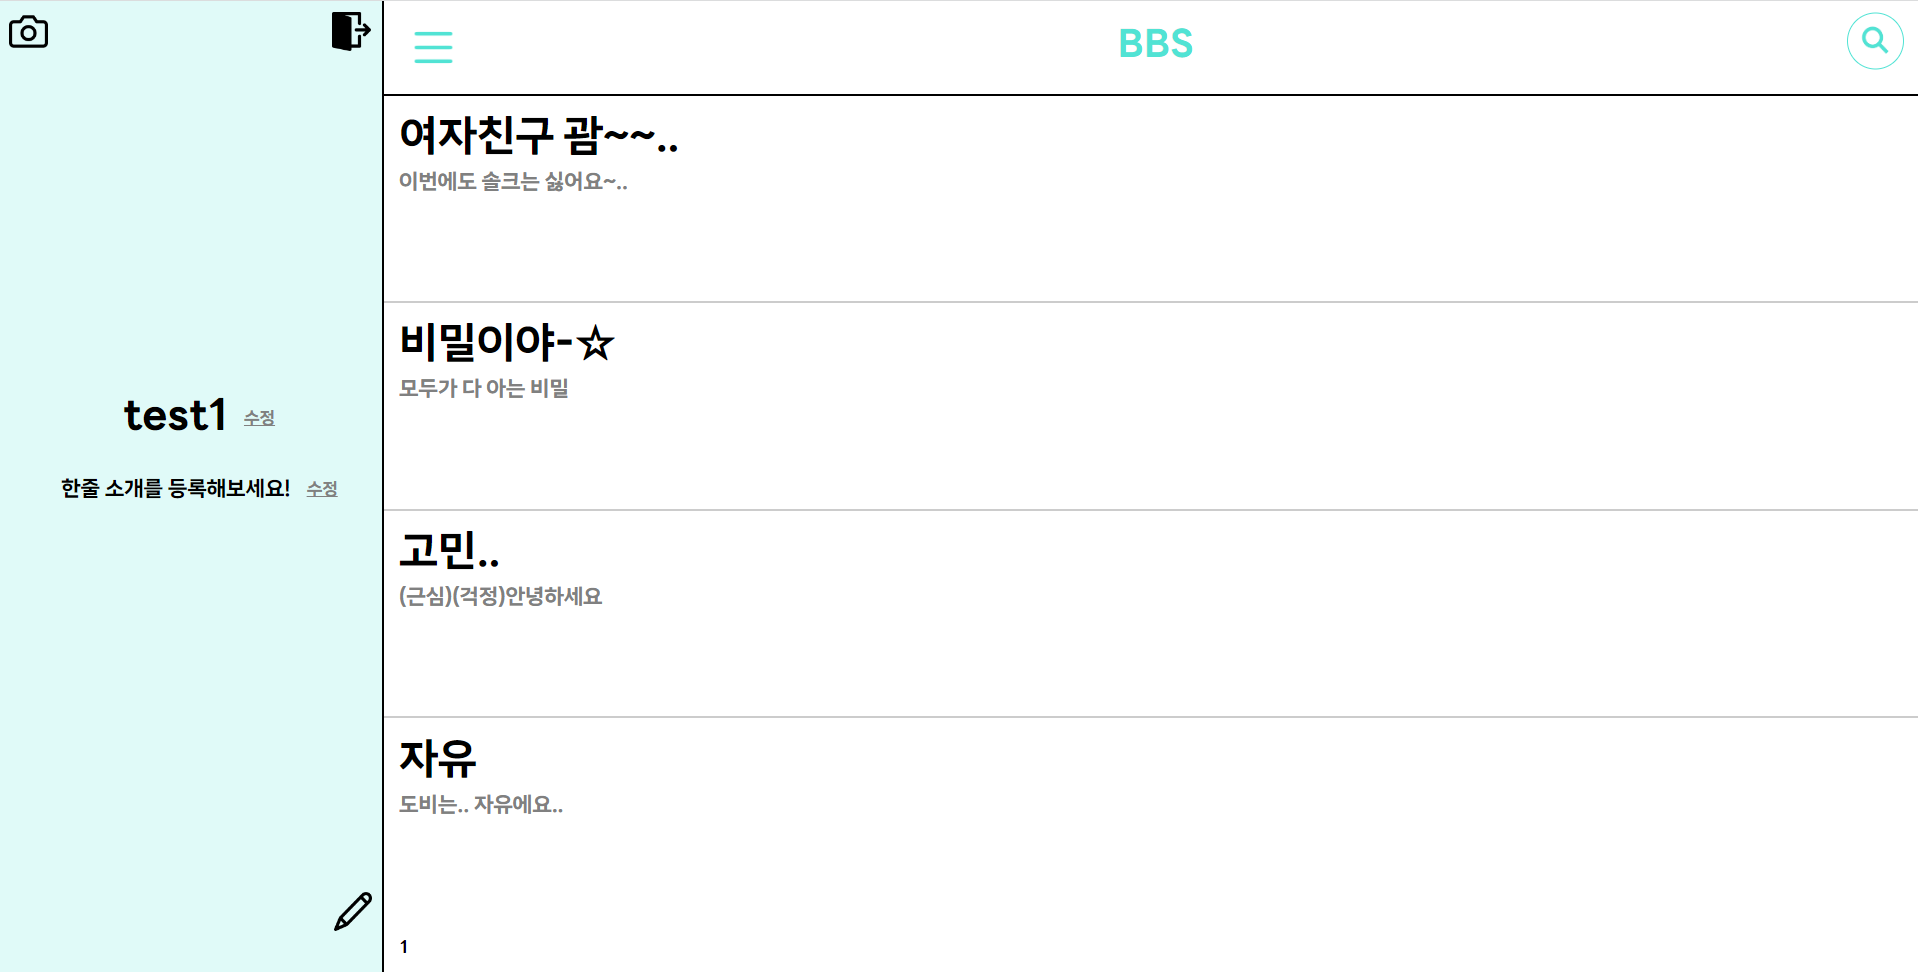 test1 수정
한줄 소개를 등록해보세요! 수정
BBS
여자친구 괌~~..
이번에도 솔크는 싫어요~..
비밀이야-☆
모두가 다 아는 비밀
고민..
(근심)(걱정)안녕하세요
자유
도비는.. 자유에요..
1